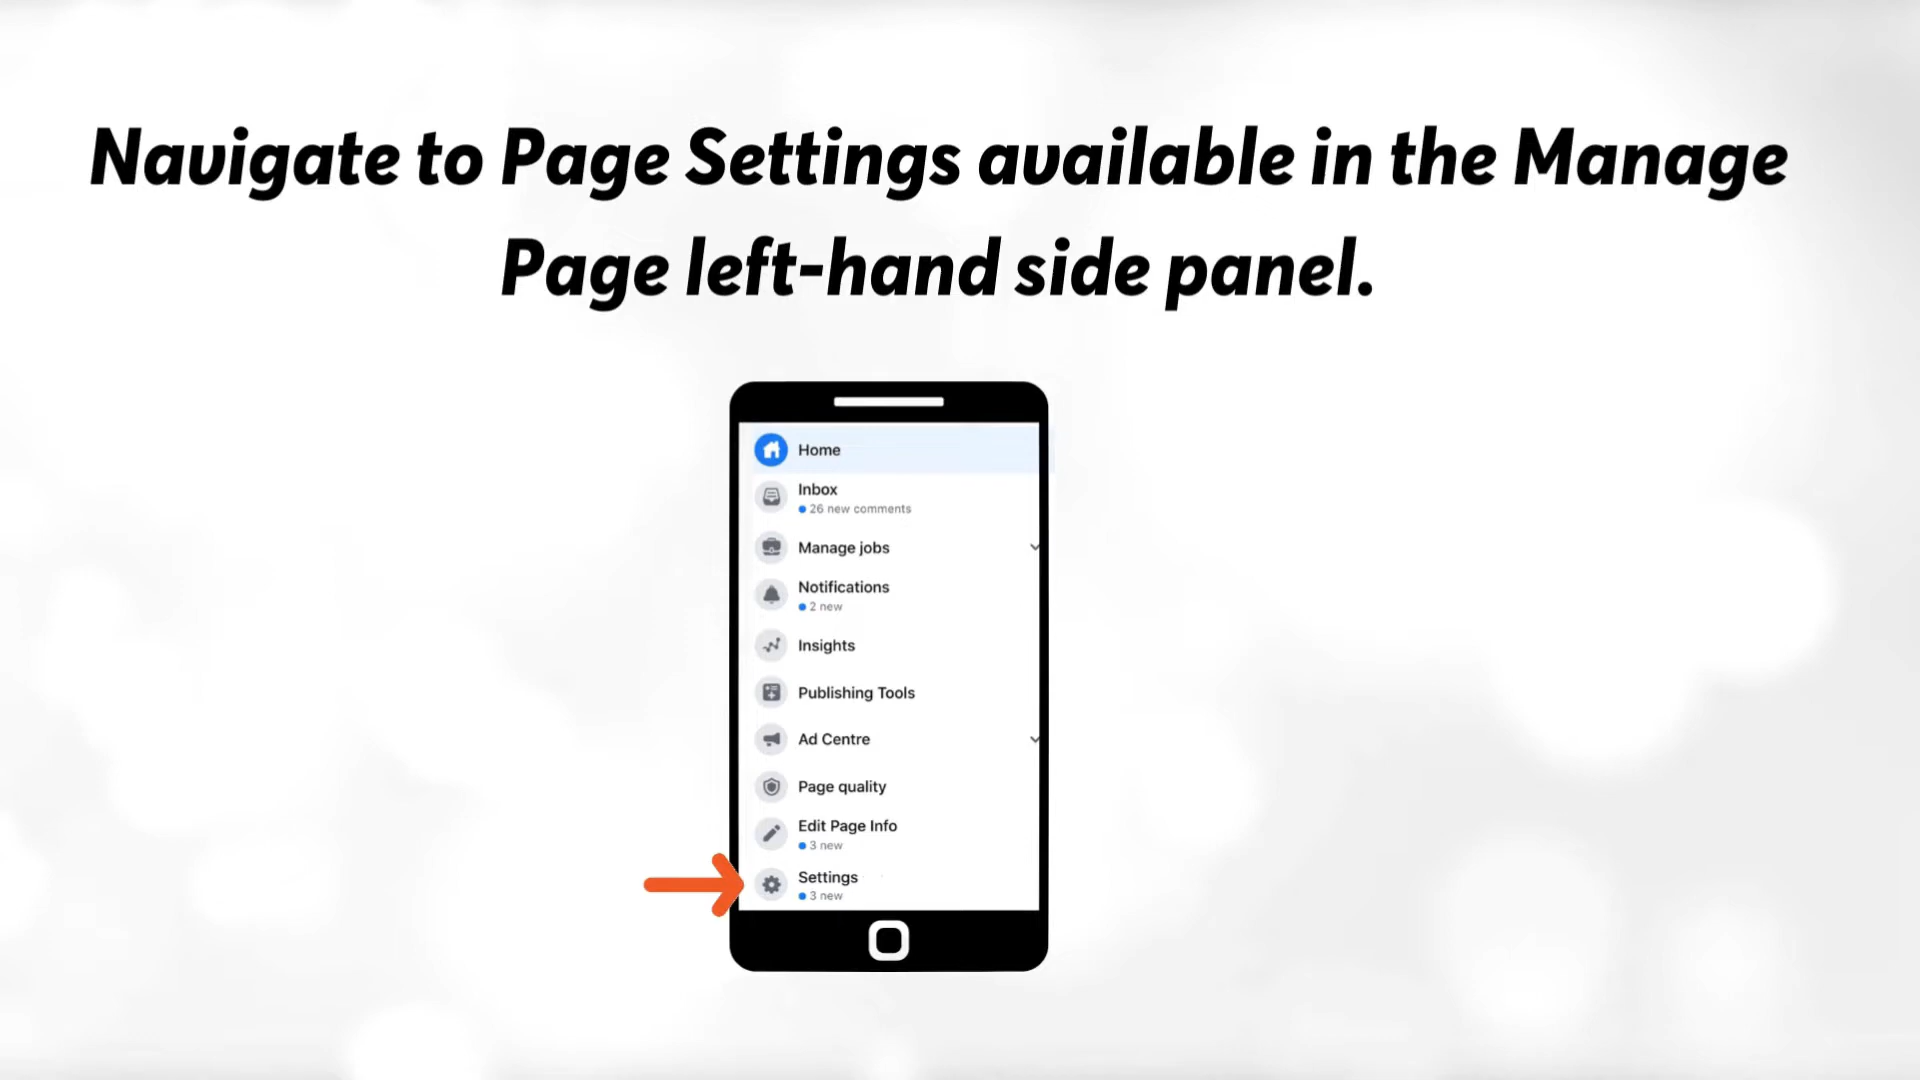 Navigate to Page Settings available in the Manage
Page left-hand side panel.
Home
Inbox
26 new comments
Manage jobs
Notifications
2 new
Insights
Publishing Tools
Ad Centre
Page quality
Edit Page Info
3 new
Settings
3 new